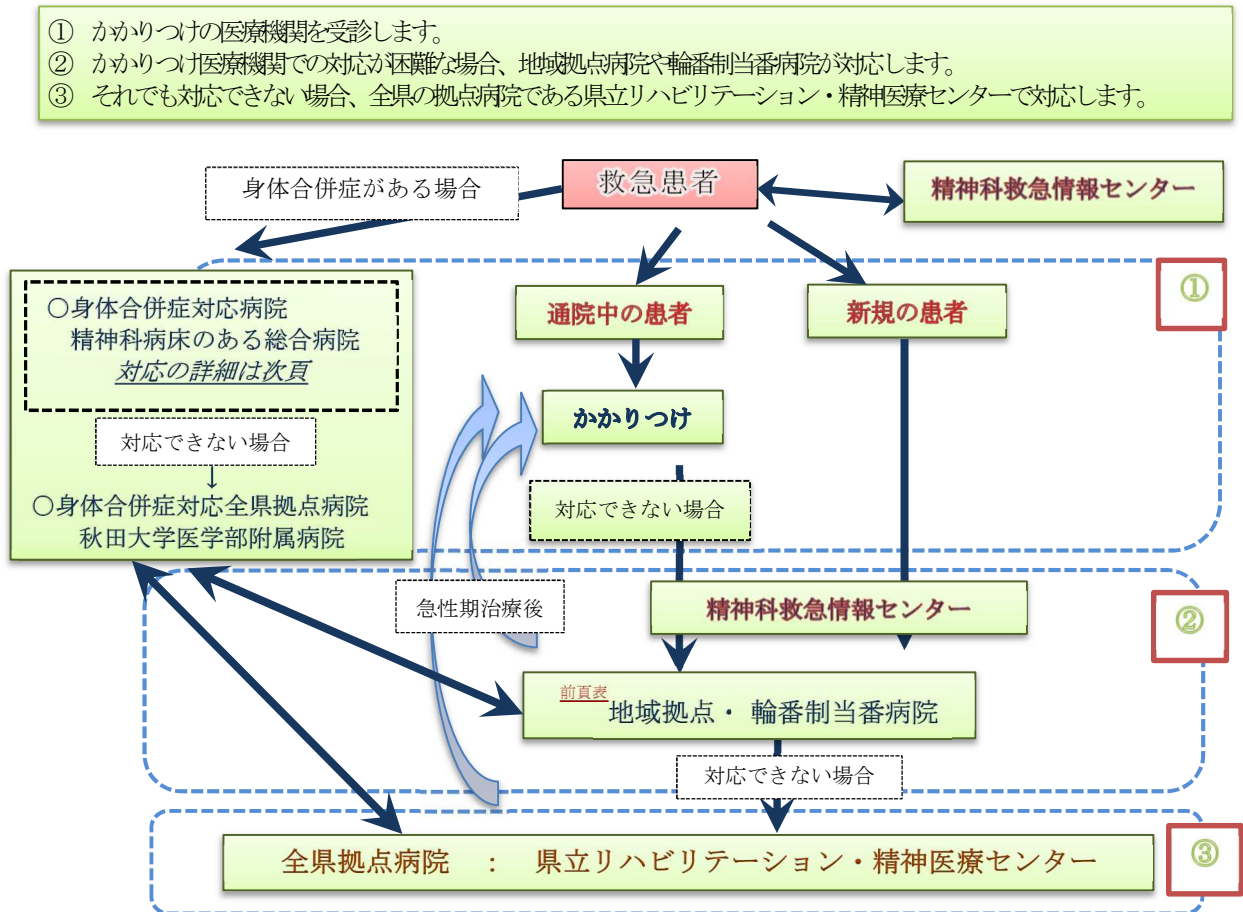 ① かかりつけの医療機関を受診します。
② かかりつけ医療機関での対応が困難な場合、地域拠点病院や輪番制当番病院が対応します。
③ それでも対応できない場合、全県の拠点病院である県立リハビリテーション・精神医療センターで対応します。
身体合併症がある場合
救急患者
精神科救急情報センター
①
○身体合併症対応病院
精神科病床のある総合病院
対応の詳細は次頁
対応できない場合
↓
○身体合併症対応全県拠点病院
秋田大学医学部附属病院
通院中の患者
新規の患者
かかりつけ
対応できない場合
急性期治療後
精神科救急情報センター
②
前頁表
地域拠点・ 輪番制当番病院
対応できない場合
全県拠点病院 : 県立リハビリテーション・精神医療センター
③